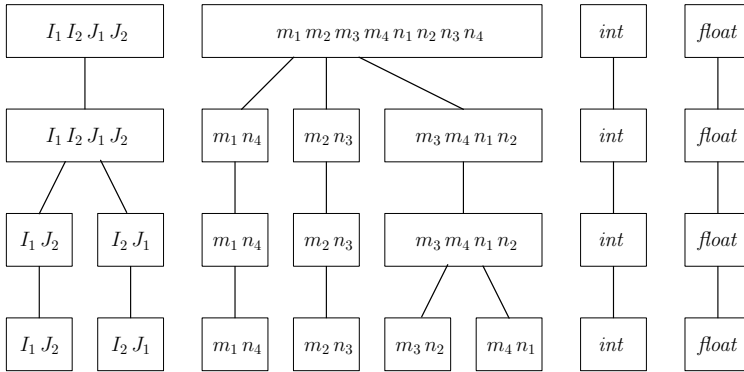 I₁ I₂ J₁ J₂ m₁ m₂ m₃ m₄ n₁ n₂ n₃ n₄ int float
I₁ I₂ J₁ J₂ m₁ n₄ m₂ n₃ m₃ m₄ n₁ n₂ int float
I₁ J₂ I₂ J₁ m₁ n₄ m₂ n₃ m₃ m₄ n₁ n₂ int float
I₁ J₂ I₂ J₁ m₁ n₄ m₂ n₃ m₃ n₂ m₄ n₁ int float